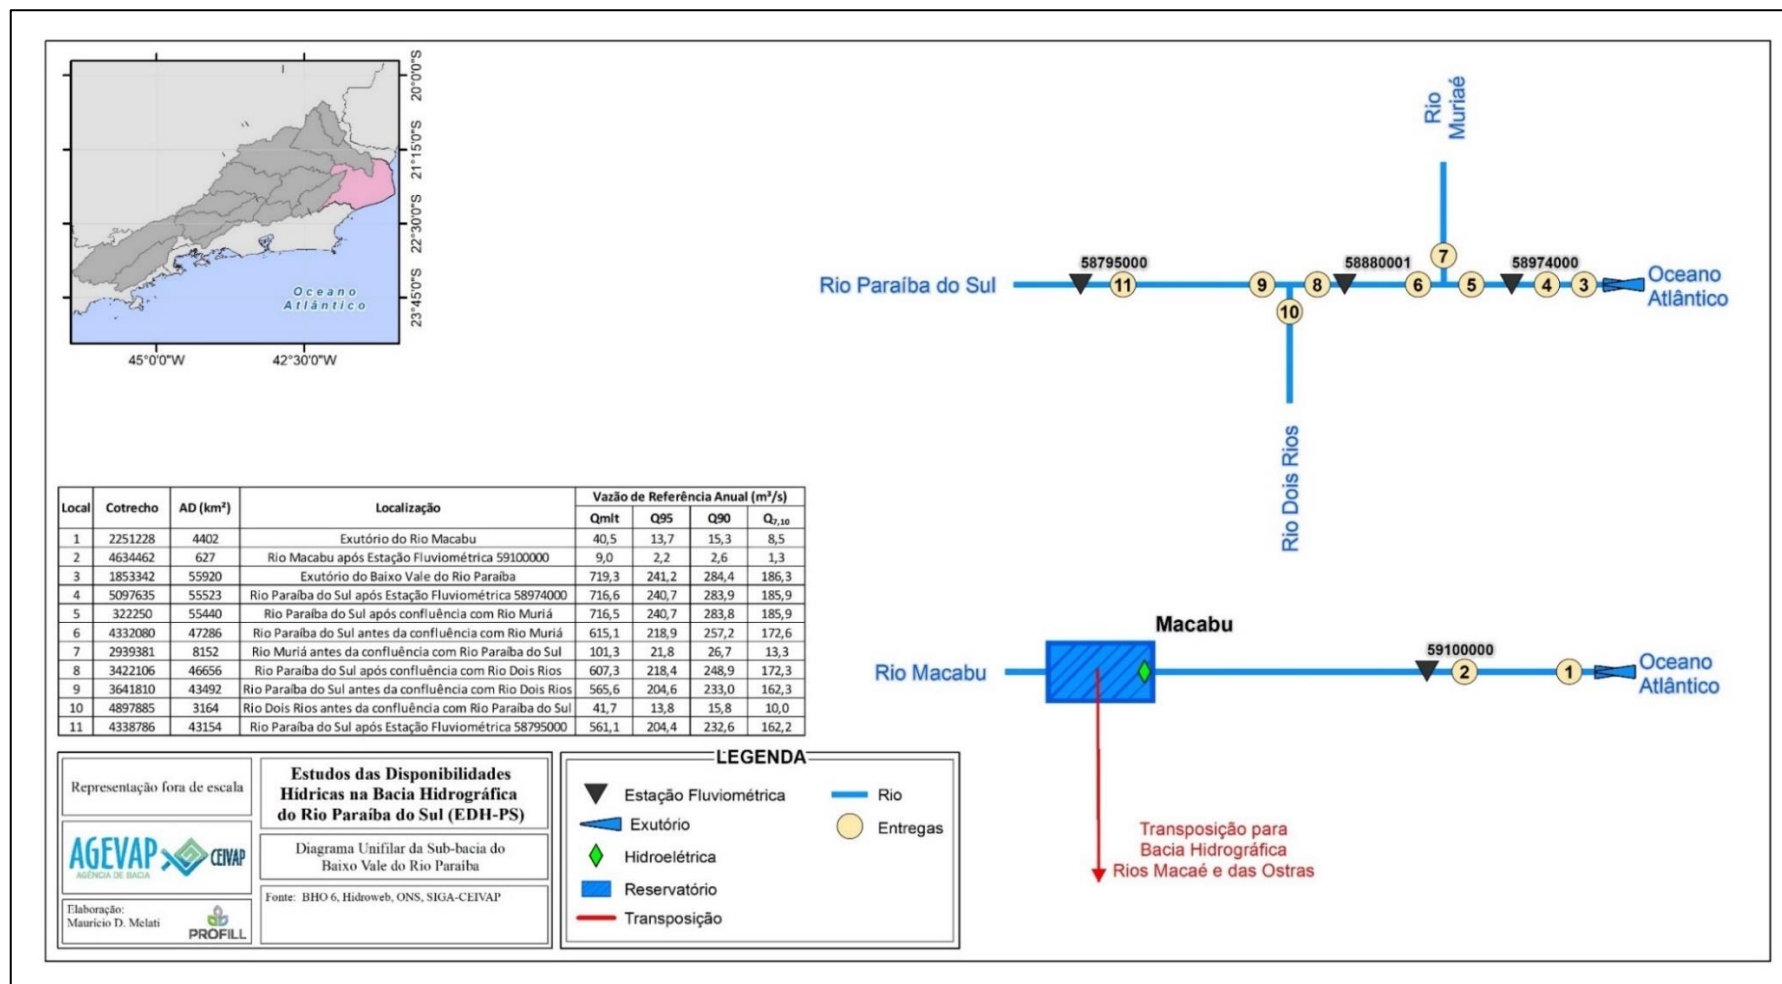 20°0'0"S
21°15'0"S
22°30'0"S
23°45'0"S
Oceano
Atlântico
45°0'0"W
42°30'0"W
Rio
Muriaé
58795000
58880001
58974000
7
Rio Paraíba do Sul
11
9
8
6
5
4
3
Oceano
Atlântico
10
Rio Dois Rios
Local Cotrecho AD (km²) Localização Vazão de Referência Anual (m³/s)
Qmlt Q95 Q90 Q7,10
1 2251228 4402 Exutório do Rio Macabu 40,5 13,7 15,3 8,5
2 4634462 627 Rio Macabu após Estação Fluviométrica 59100000 9,0 2,2 2,6 1,3
3 1853342 55920 Exutório do Baixo Vale do Rio Paraíba 719,3 241,2 284,4 186,3
4 5097635 55523 Rio Paraíba do Sul após Estação Fluviométrica 58974000 716,6 240,7 283,9 185,9
5 322250 55440 Rio Paraíba do Sul após confluência com Rio Muriá 716,5 240,7 283,8 185,9
6 4332080 47286 Rio Paraíba do Sul antes da confluência com Rio Muriá 615,1 218,9 257,2 172,6
7 2939381 8152 Rio Muriá antes da confluência com Rio Paraíba do Sul 101,3 21,8 26,7 13,3
8 3422106 46656 Rio Paraíba do Sul após confluência com Rio Dois Rios 607,3 218,4 248,9 172,3
9 3641810 43492 Rio Paraíba do Sul antes da confluência com Rio Dois Rios 565,6 204,6 233,0 162,3
10 4897885 3164 Rio Dois Rios antes da confluência com Rio Paraíba do Sul 41,7 13,8 15,8 10,0
11 4338786 43154 Rio Paraíba do Sul após Estação Fluviométrica 58795000 561,1 204,4 232,6 162,2
Macabu
59100000
Rio Macabu
2
1
Oceano
Atlântico
Transposição para
Bacia Hidrográfica
Rios Macaé e das Ostras
Representação fora de escala
Estudos das Disponibilidades
Hídricas na Bacia Hidrográfica
do Rio Paraíba do Sul (EDH-PS)
AGEVAP
AGÊNCIA DE BACIA
CEIVAP
Diagrama Unifilar da Sub-bacia do
Baixo Vale do Rio Paraiba
Elaboração:
Maurício D. Melati
PROFILL
Fonte: BHO 6, Hidroweb, ONS, SIGA-CEIVAP
LEGENDA
Estação Fluviométrica
Rio
Exutório
Entregas
Hidroelétrica
Reservatório
Transposição